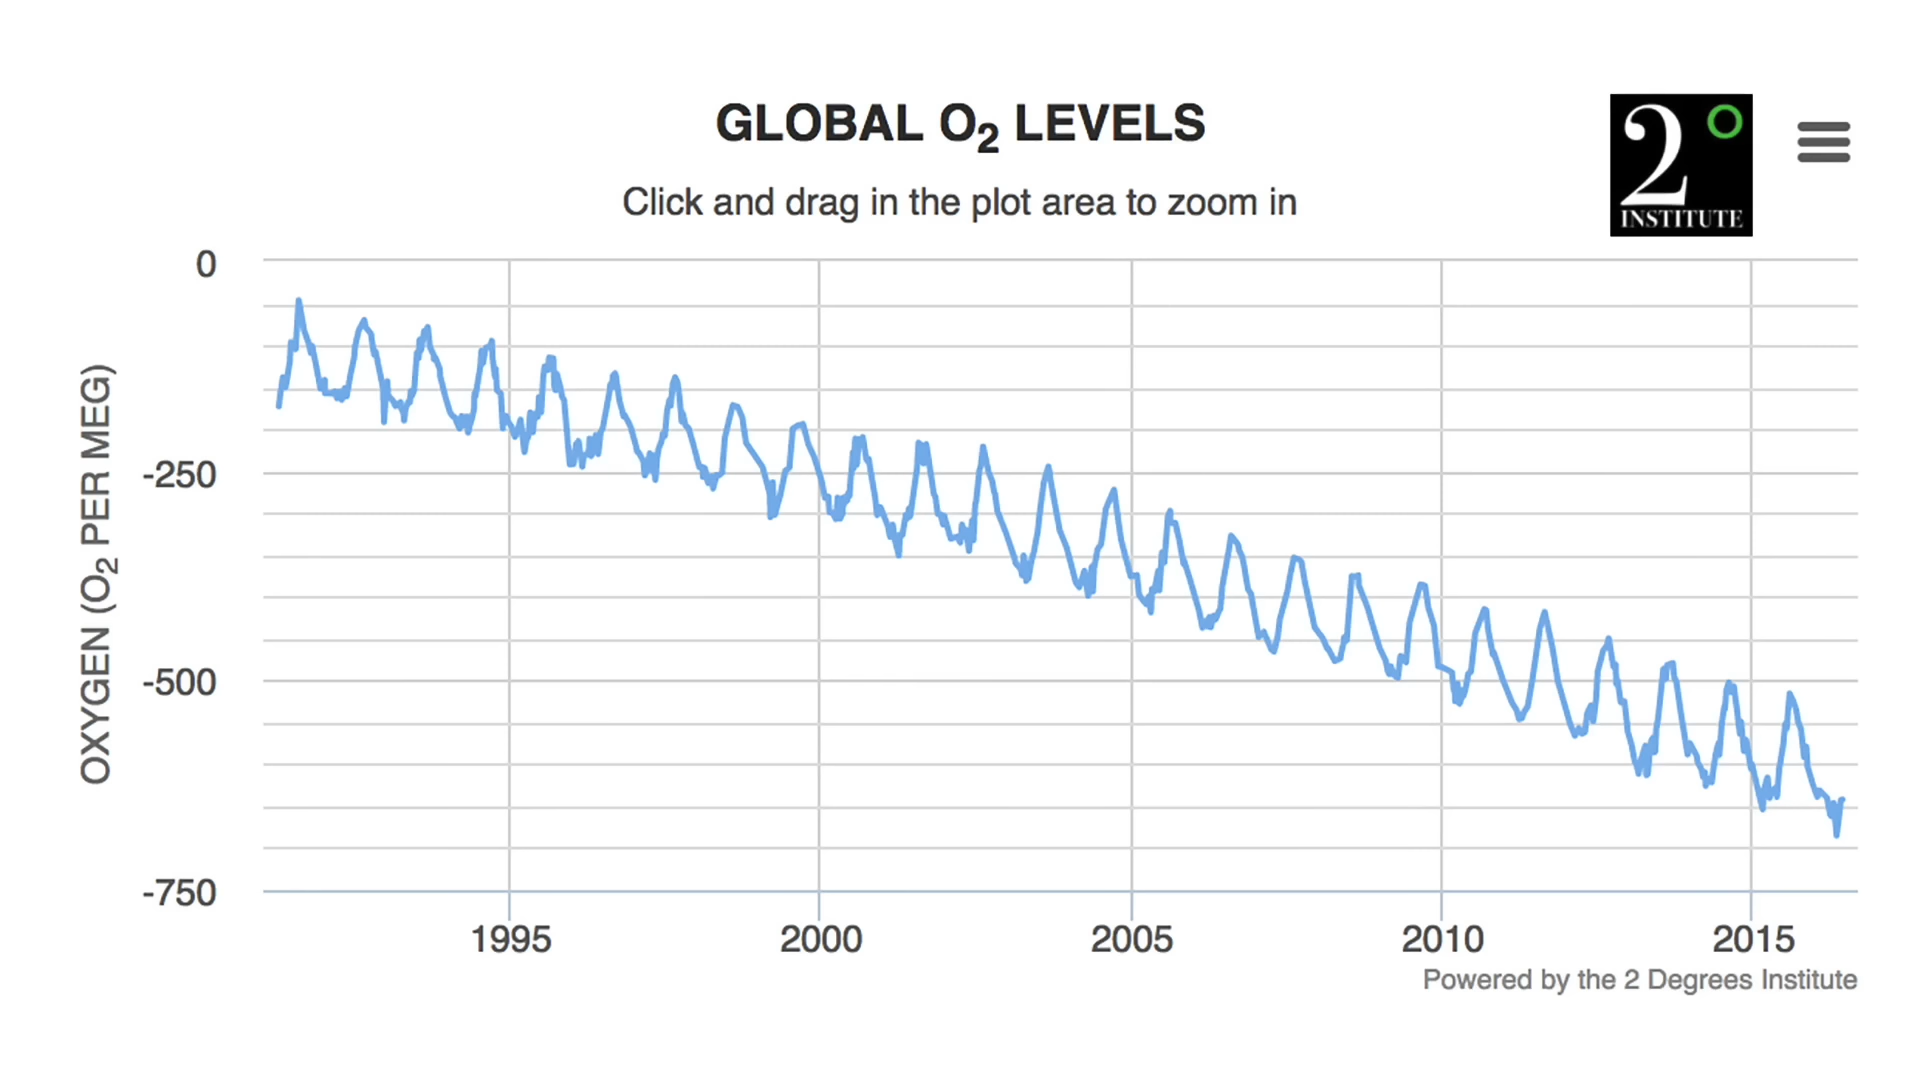 GLOBAL O₂ LEVELS
Click and drag in the plot area to zoom in
2°
INSTITUTE
OXYGEN (O₂ PER MEG)
0
-250
-500
-750
1995 2000 2005 2010 2015
Powered by the 2 Degrees Institute